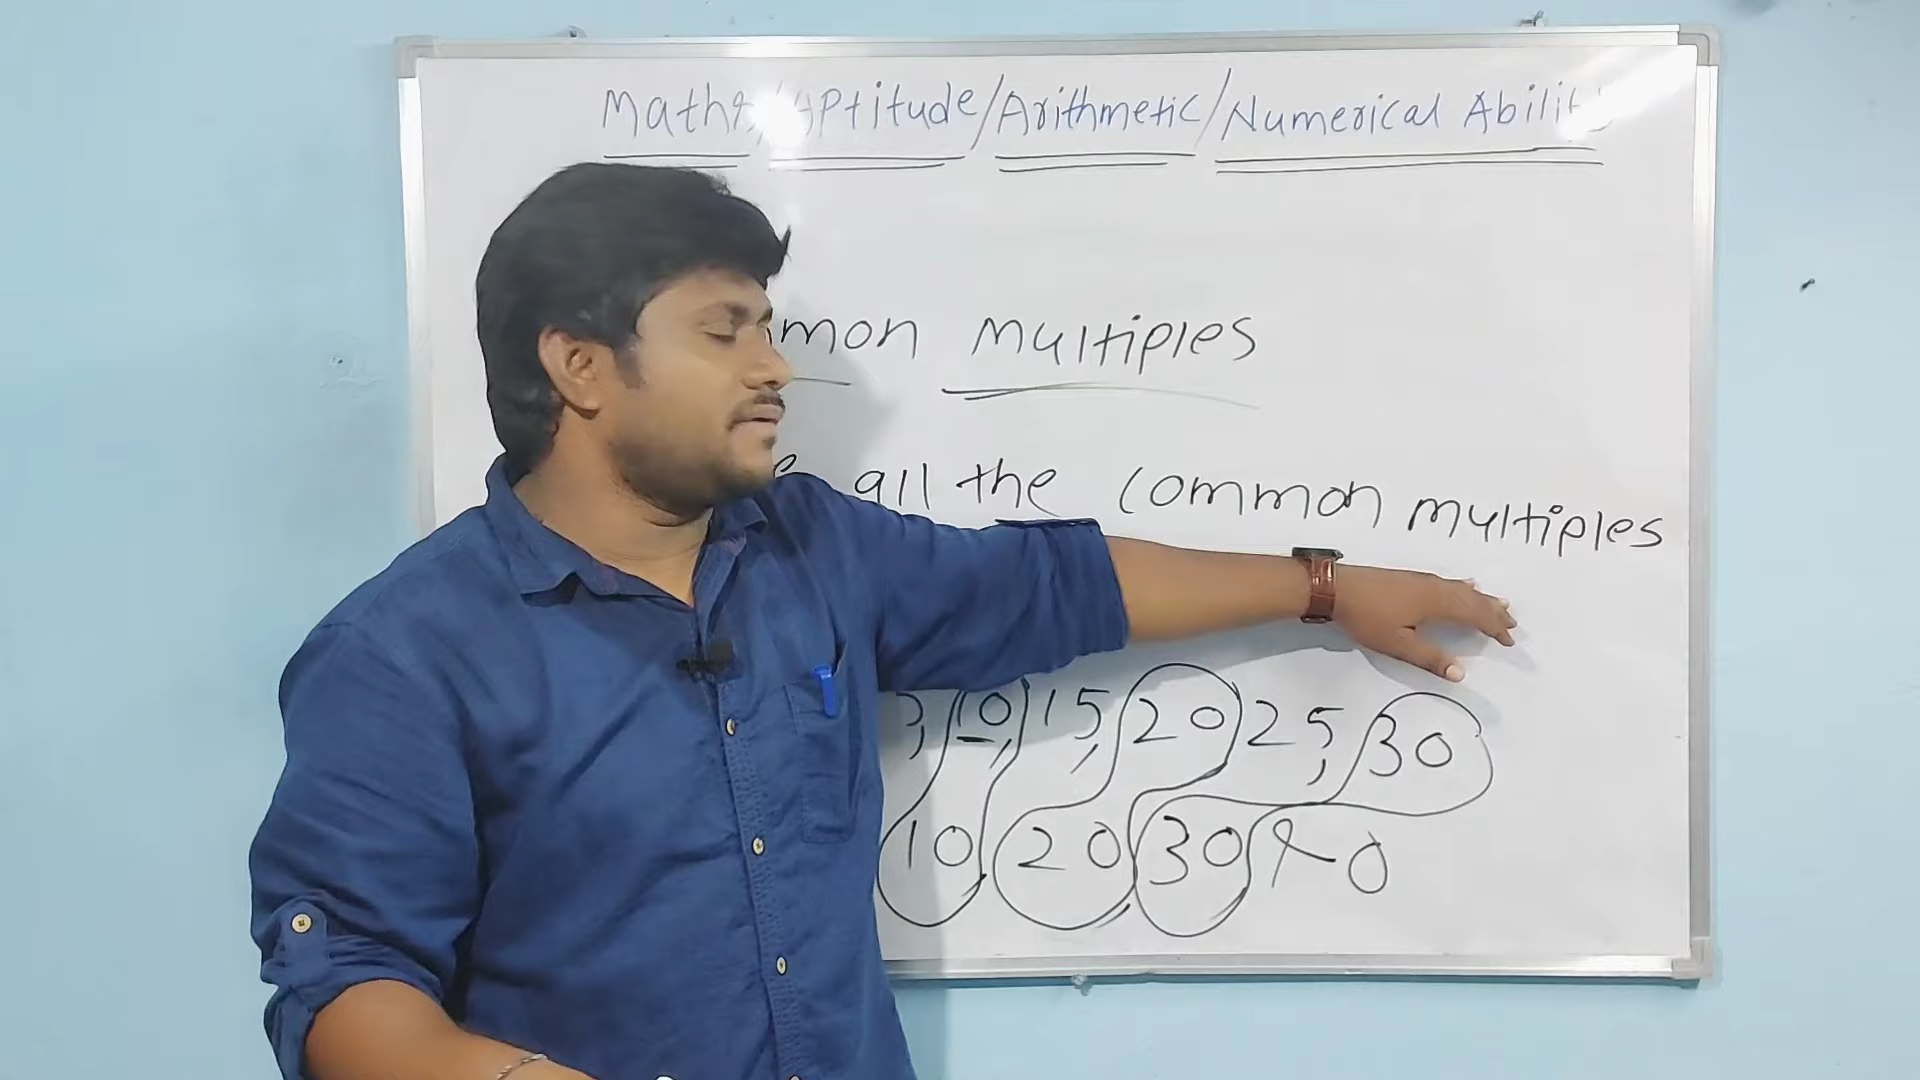 Maths/Aptitude/Arithmetic/Numerical Ability
mmon Multiples
all the common multiples
, 10, 15, 20 25, 30
10 20 30 40